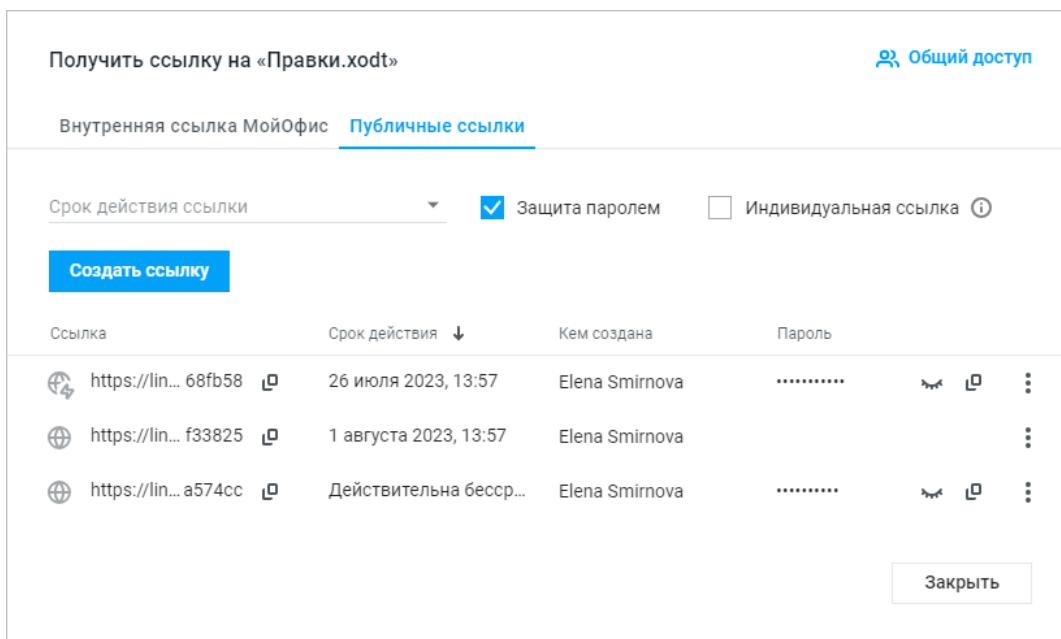 Получить ссылку на «Правки.xodt» Общий доступ
Внутренняя ссылка МойОфис Публичные ссылки
Срок действия ссылки Защита паролем Индивидуальная ссылка
Создать ссылку
Ссылка Срок действия Кем создана Пароль
https://lin... 68fb58 26 июля 2023, 13:57 Elena Smirnova •••••••••••
https://lin... f33825 1 августа 2023, 13:57 Elena Smirnova
https://lin... a574cc Действительна бесср... Elena Smirnova ••••••••••
Закрыть